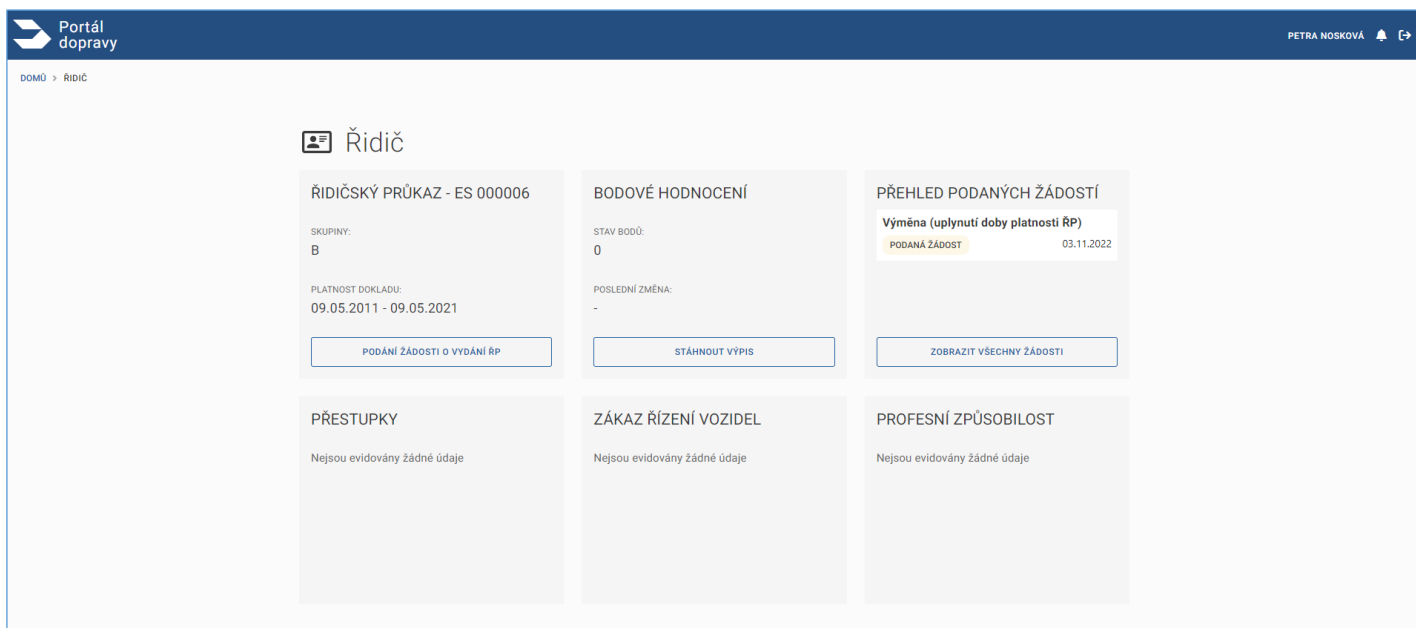 Portál
dopravy
PETRA NOSKOVÁ
DOMŮ > ŘIDIČ
Řidič
ŘIDIČSKÝ PRŮKAZ - ES 000006
SKUPINY:
B
PLATNOST DOKLADU:
09.05.2011 - 09.05.2021
PODÁNÍ ŽÁDOSTI O VYDÁNÍ ŘP
BODOVÉ HODNOCENÍ
STAV BODŮ:
0
POSLEDNÍ ZMĚNA:
-
STÁHNOUT VÝPIS
PŘEHLED PODANÝCH ŽÁDOSTÍ
Výměna (uplynutí doby platnosti ŘP)
PODANÁ ŽÁDOST 03.11.2022
ZOBRAZIT VŠECHNY ŽÁDOSTI
PŘESTUPKY
Nejsou evidovány žádné údaje
ZÁKAZ ŘÍZENÍ VOZIDEL
Nejsou evidovány žádné údaje
PROFESNÍ ZPŮSOBILOST
Nejsou evidovány žádné údaje